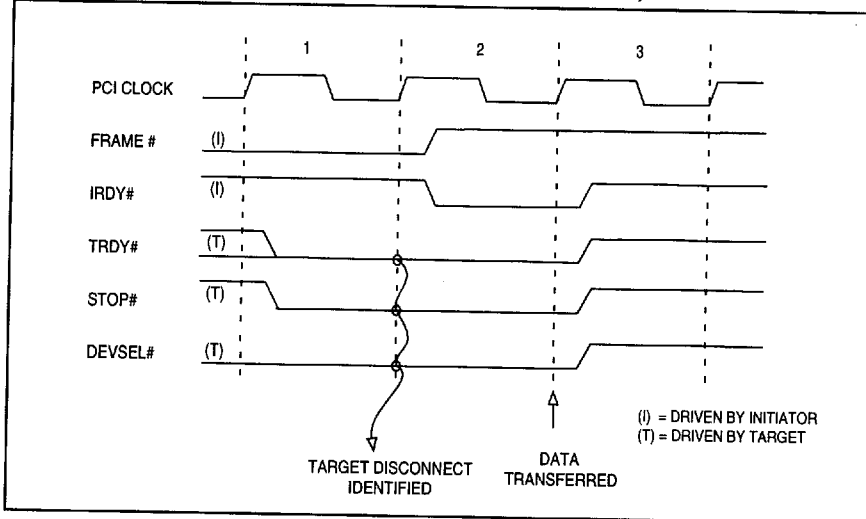 1 2 3
PCI CLOCK
FRAME # (I)
IRDY# (I)
TRDY# (T)
STOP# (T)
DEVSEL# (T)
(I) = DRIVEN BY INITIATOR
(T) = DRIVEN BY TARGET
TARGET DISCONNECT
IDENTIFIED
DATA
TRANSFERRED